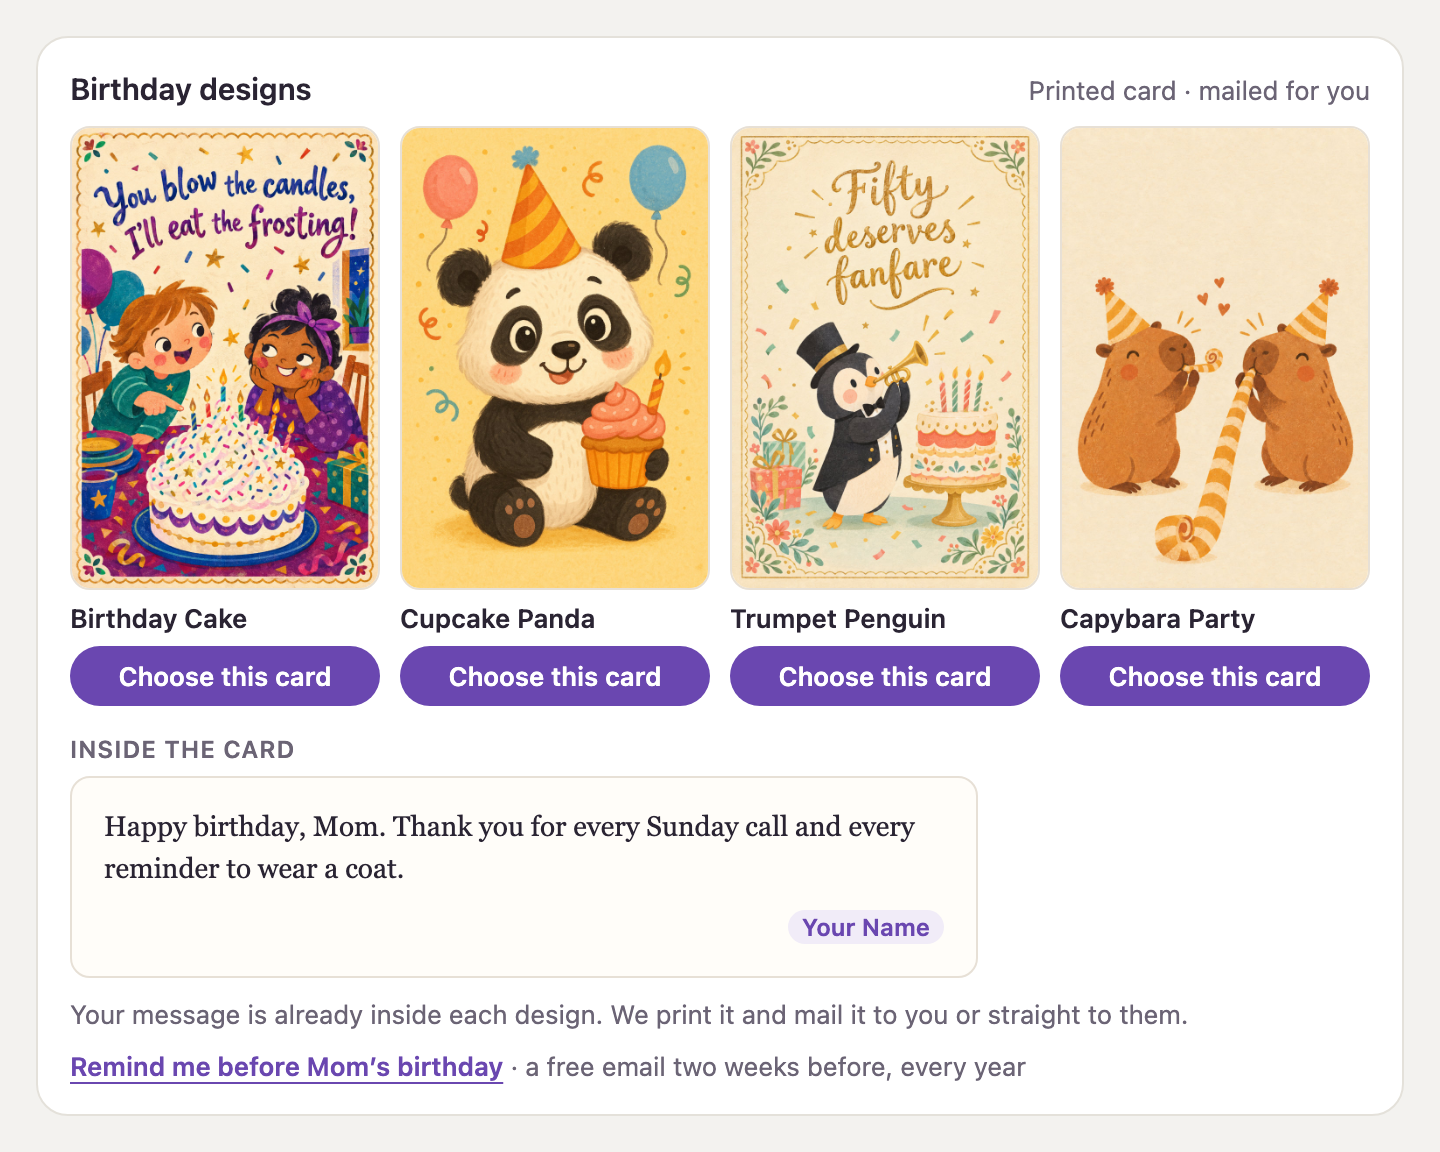 Birthday designs
Printed card · mailed for you
You blow the candles,
I'll eat the frosting!
Fifty
deserves
fanfare
Birthday Cake
Cupcake Panda
Trumpet Penguin
Capybara Party
Choose this card
Choose this card
Choose this card
Choose this card
INSIDE THE CARD
Happy birthday, Mom. Thank you for every Sunday call and every
reminder to wear a coat.
Your Name
Your message is already inside each design. We print it and mail it to you or straight to them.
Remind me before Mom’s birthday · a free email two weeks before, every year